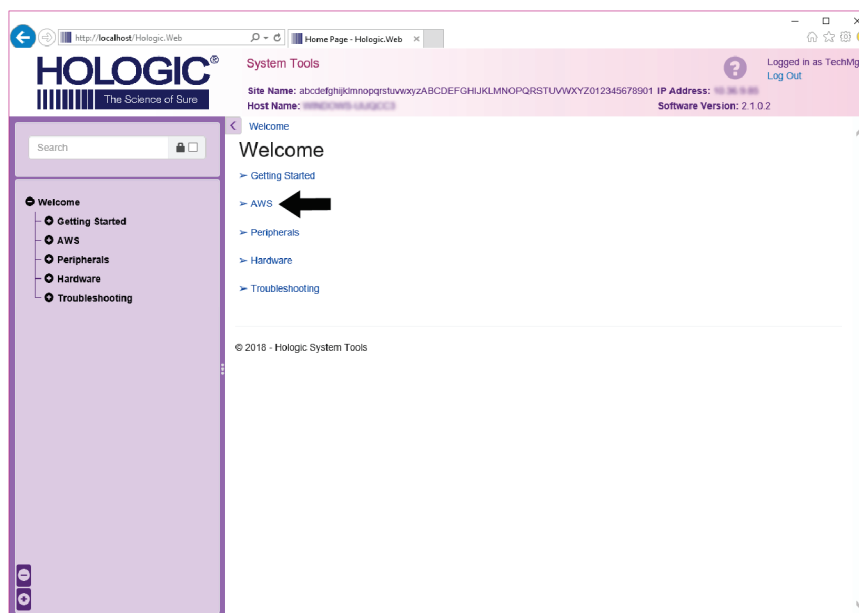 http://localhost/Hologic.Web
Home Page - Hologic.Web
HOLOGIC®
The Science of Sure
System Tools
Logged in as TechMg
Log Out
Site Name: abcdefghijklmnopqrstuvwxyzABCDEFGHIJKLMNOPQRSTUVWXYZ012345678901 IP Address:
Host Name:
Software Version: 2.1.0.2
Search
Welcome
Welcome
➢ Getting Started
➢ AWS
➢ Peripherals
➢ Hardware
➢ Troubleshooting
Welcome
Getting Started
AWS
Peripherals
Hardware
Troubleshooting
© 2018 - Hologic System Tools